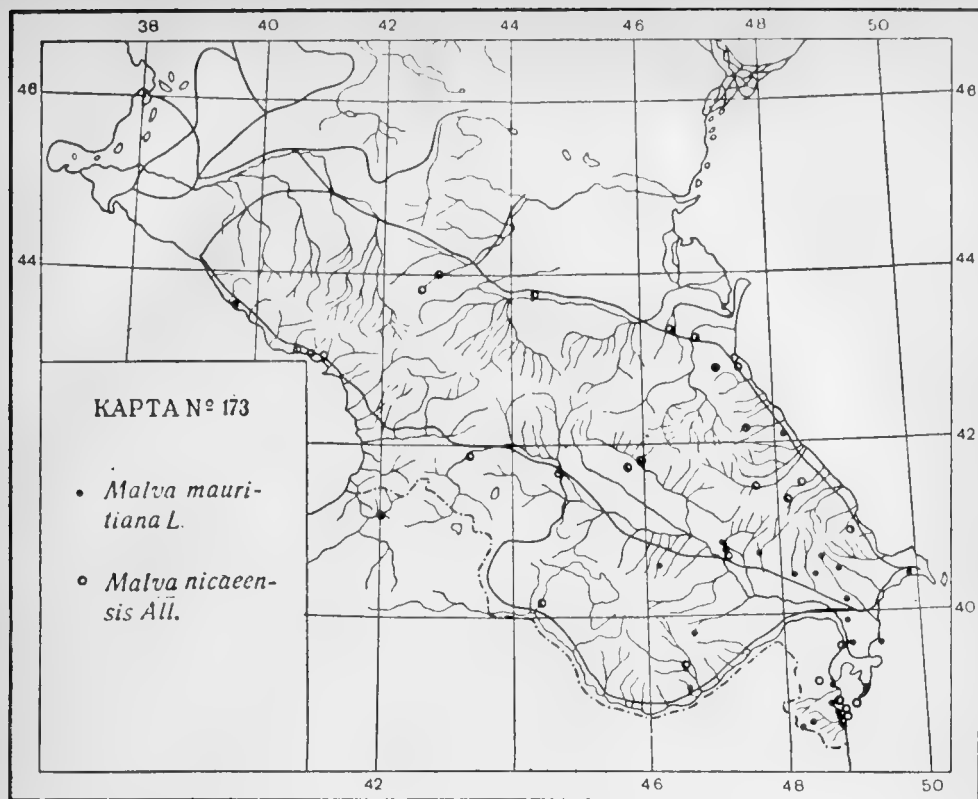 38 40 42 44 46 48 50
46 46
44 44
42 42
40 40
КАРТА № 173
Malva mauri-
tiana L.
Malva nicaeen-
sis All.
42 44 46 48 50